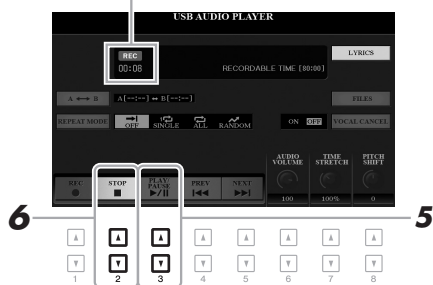 USB AUDIO PLAYER
REC
00:08
RECORDABLE TIME [80:00]
LYRICS
A ↔ B
A[--:--] ↔ B[--:--]
FILES
REPEAT MODE
OFF
SINGLE
ALL
RANDOM
ON OFF
VOCAL CANCEL
AUDIO VOLUME
TIME STRETCH
PITCH SHIFT
REC
STOP
PLAY/PAUSE
PREV
NEXT
100
100%
0
6
5
1 2 3 4 5 6 7 8